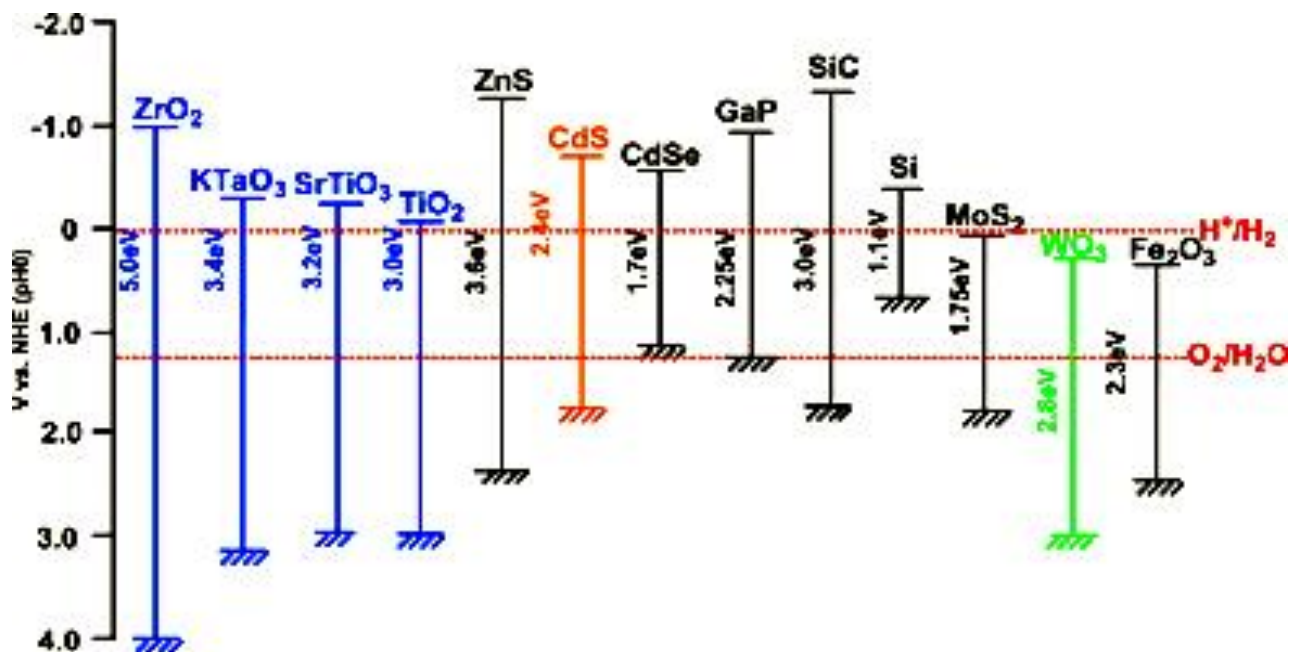 -2.0
-1.0
0
1.0
2.0
3.0
4.0
V vs. NHE (pH0)
ZrO₂
KTaO₃
SrTiO₃
TiO₂
ZnS
CdS
CdSe
GaP
SiC
Si
MoS₂
WO₃
Fe₂O₃
5.0eV
3.4eV
3.2eV
3.0eV
3.6eV
2.4eV
1.7eV
2.25eV
3.0eV
1.1eV
1.75eV
2.8eV
2.3eV
H⁺/H₂
O₂/H₂O